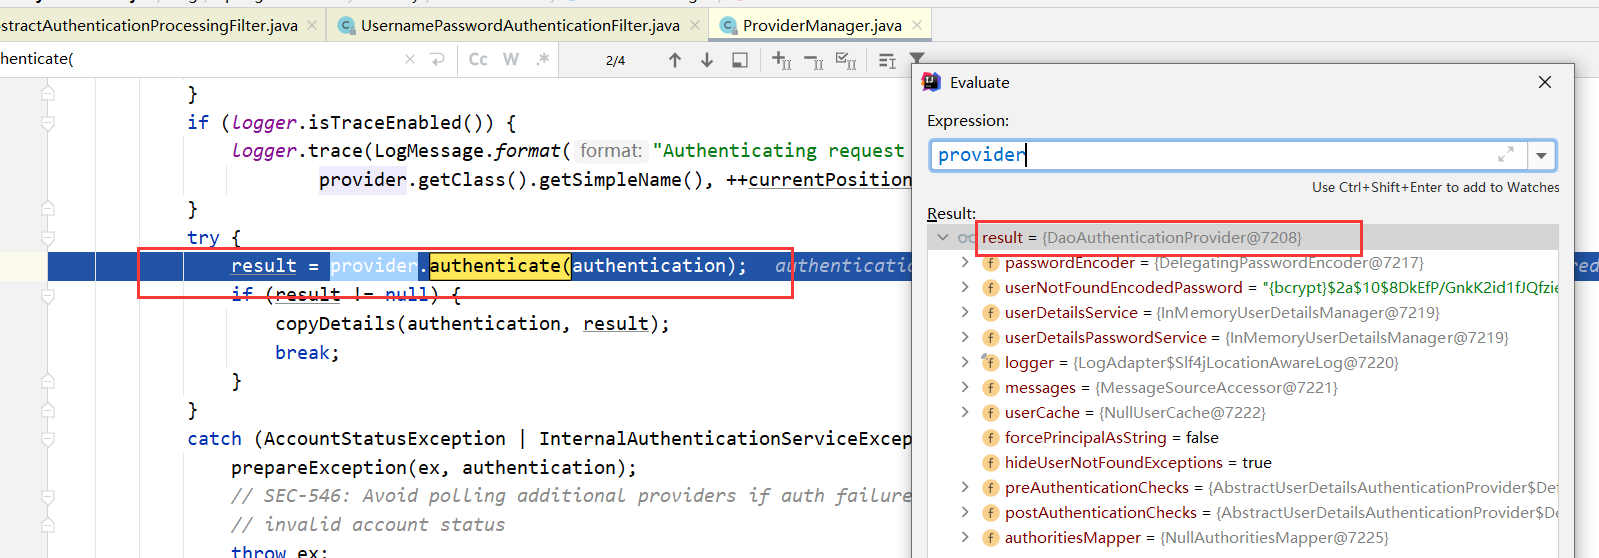 stractAuthenticationProcessingFilter.java
UsernamePasswordAuthenticationFilter.java
ProviderManager.java
henticate(
Cc W .*
2/4
}
if (logger.isTraceEnabled()) {
logger.trace(LogMessage.format( format: "Authenticating request
provider.getClass().getSimpleName(), ++currentPosition
}
try {
result = provider.authenticate(authentication); authenticatio
if (result != null) {
copyDetails(authentication, result);
break;
}
}
catch (AccountStatusException | InternalAuthenticationServiceExcep
prepareException(ex, authentication);
// SEC-546: Avoid polling additional providers if auth failure
// invalid account status
throw ex;
Evaluate
Expression:
provider
Use Ctrl+Shift+Enter to add to Watches
Result:
result = {DaoAuthenticationProvider@7208}
passwordEncoder = {DelegatingPasswordEncoder@7217}
userNotFoundEncodedPassword = "{bcrypt}$2a$10$8DkEfP/GnkK2id1fJQfzie
userDetailsService = {InMemoryUserDetailsManager@7219}
userDetailsPasswordService = {InMemoryUserDetailsManager@7219}
logger = {LogAdapter$Slf4jLocationAwareLog@7220}
messages = {MessageSourceAccessor@7221}
userCache = {NullUserCache@7222}
forcePrincipalAsString = false
hideUserNotFoundExceptions = true
preAuthenticationChecks = {AbstractUserDetailsAuthenticationProvider$Def
postAuthenticationChecks = {AbstractUserDetailsAuthenticationProvider$De
authoritiesMapper = {NullAuthoritiesMapper@7225}
red